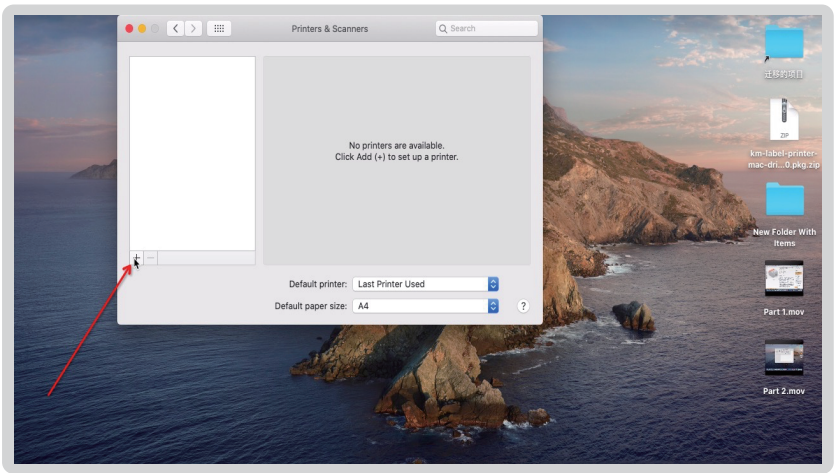 Printers & Scanners
Search
No printers are available.
Click Add (+) to set up a printer.
+ −
Default printer: Last Printer Used
Default paper size: A4
?
迁移的项目
ZIP
km-label-printer-
mac-dri...0.pkg.zip
New Folder With
Items
Part 1.mov
Part 2.mov